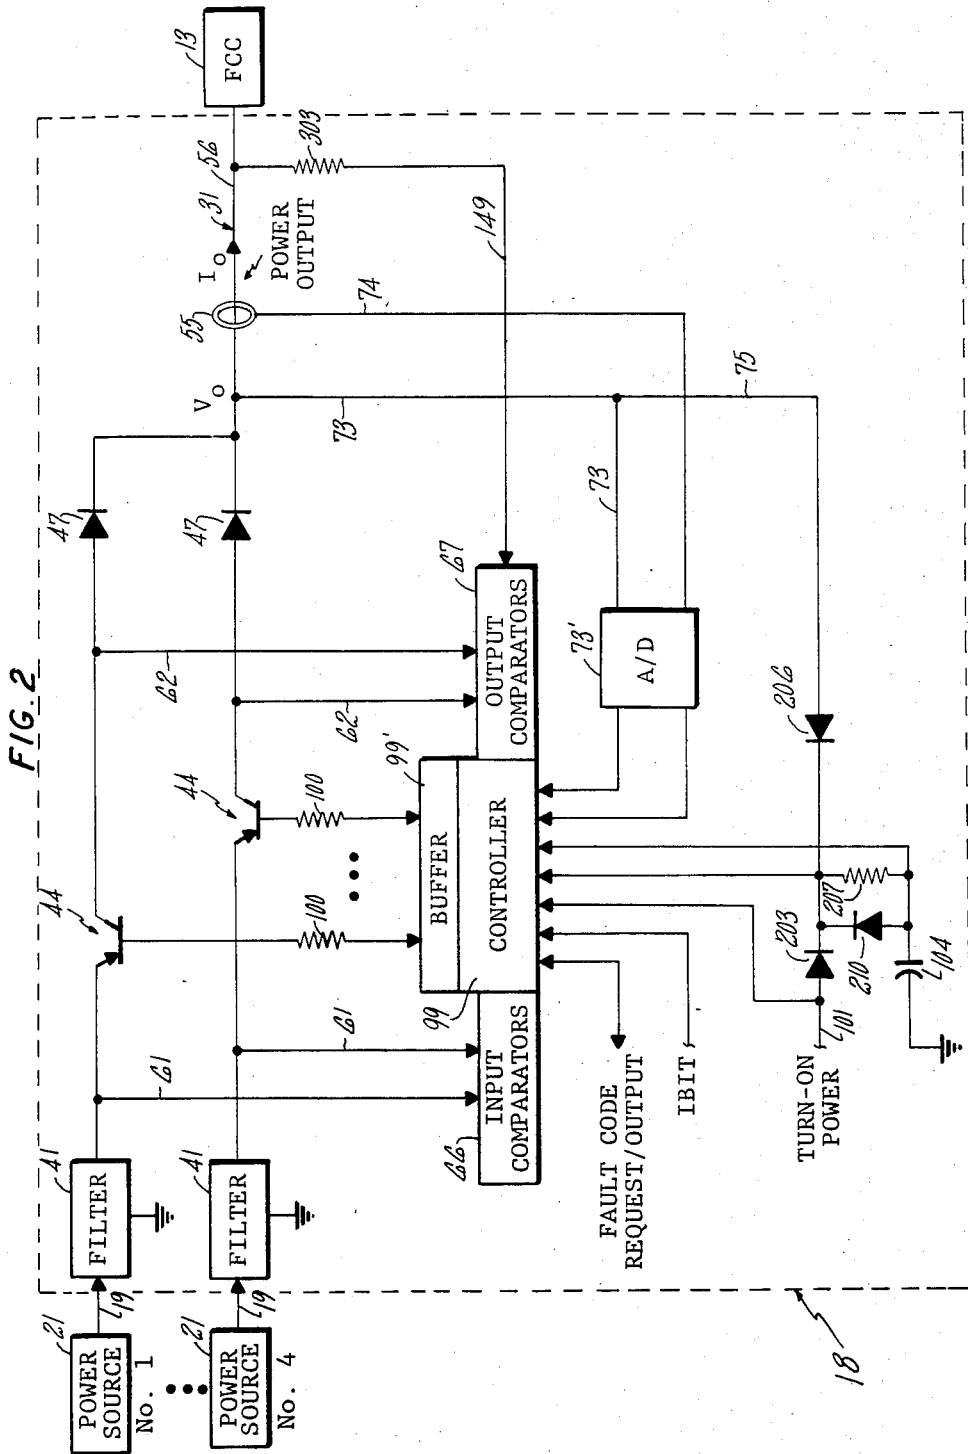 FIG. 2
21
POWER
SOURCE
No. 1
19
41
FILTER
61
44
62
47
21
POWER
SOURCE
No. 4
19
41
FILTER
61
44
62
47
100
100
V_O
55
I_O
31
56
POWER
OUTPUT
13
FCC
303
73
74
149
66
INPUT
COMPARATORS
99
BUFFER
99'
CONTROLLER
67
OUTPUT
COMPARATORS
73
73'
A/D
75
FAULT CODE
REQUEST/OUTPUT
IBIT
TURN-ON
POWER
101
203
210
207
206
104
18